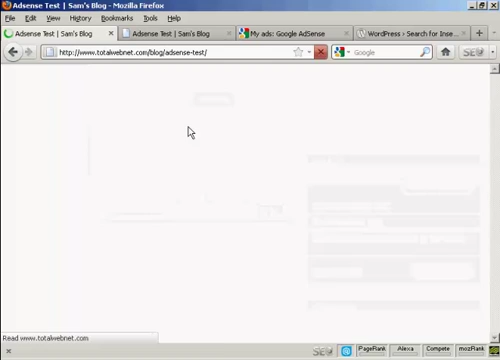 Adsense Test | Sam's Blog - Mozilla Firefox
File Edit View History Bookmarks Tools Help
Adsense Test | Sam's Blog Adsense Test | Sam's Blog My ads: Google AdSense WordPress › Search for Inse...
http://www.totalwebnet.com/blog/adsense-test/ Google
Read www.totalwebnet.com
PageRank Alexa Compete mozRank